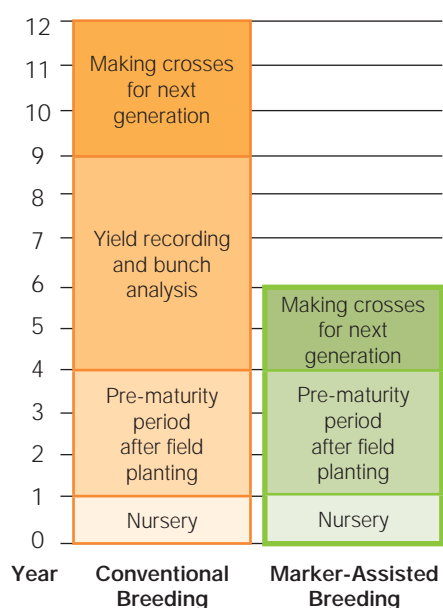 12
11
10
9
8
7
6
5
4
3
2
1
0
Making crosses
for next
generation
Yield recording
and bunch
analysis
Pre-maturity
period
after field
planting
Nursery
Making crosses
for next
generation
Pre-maturity
period
after field
planting
Nursery
Year
Conventional
Breeding
Marker-Assisted
Breeding